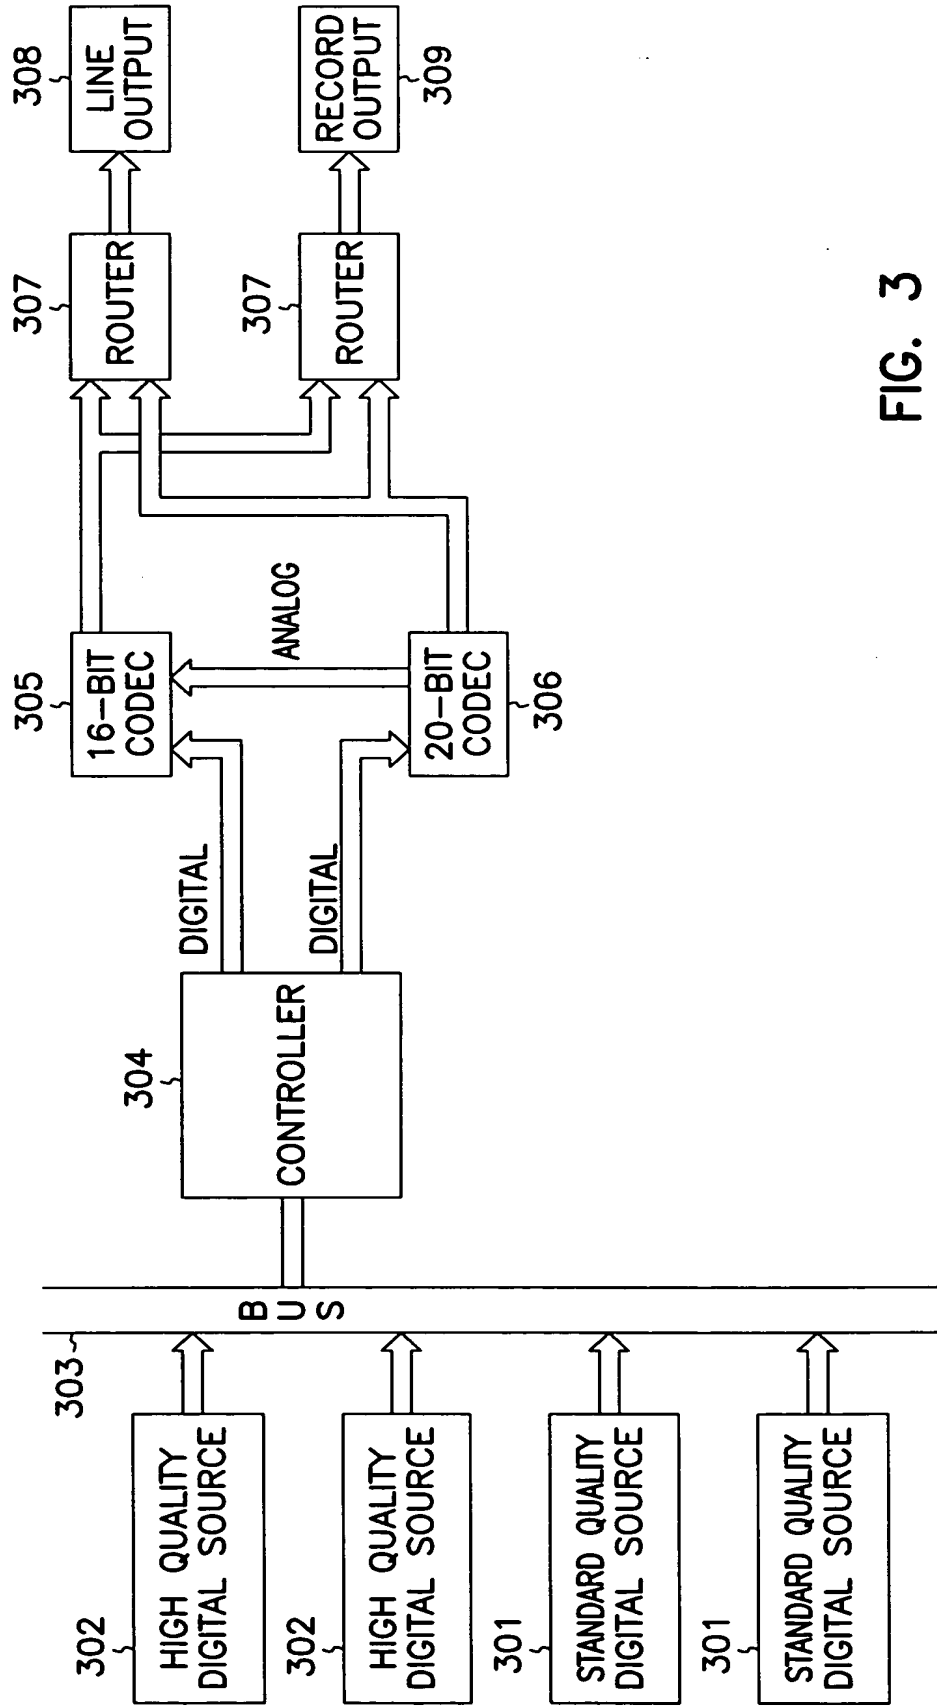 302
HIGH QUALITY
DIGITAL SOURCE
302
HIGH QUALITY
DIGITAL SOURCE
301
STANDARD QUALITY
DIGITAL SOURCE
301
STANDARD QUALITY
DIGITAL SOURCE
303
BUS
304
CONTROLLER
DIGITAL
DIGITAL
305
16-BIT
CODEC
ANALOG
20-BIT
CODEC
306
307
ROUTER
307
ROUTER
308
LINE
OUTPUT
RECORD
OUTPUT
309
FIG. 3